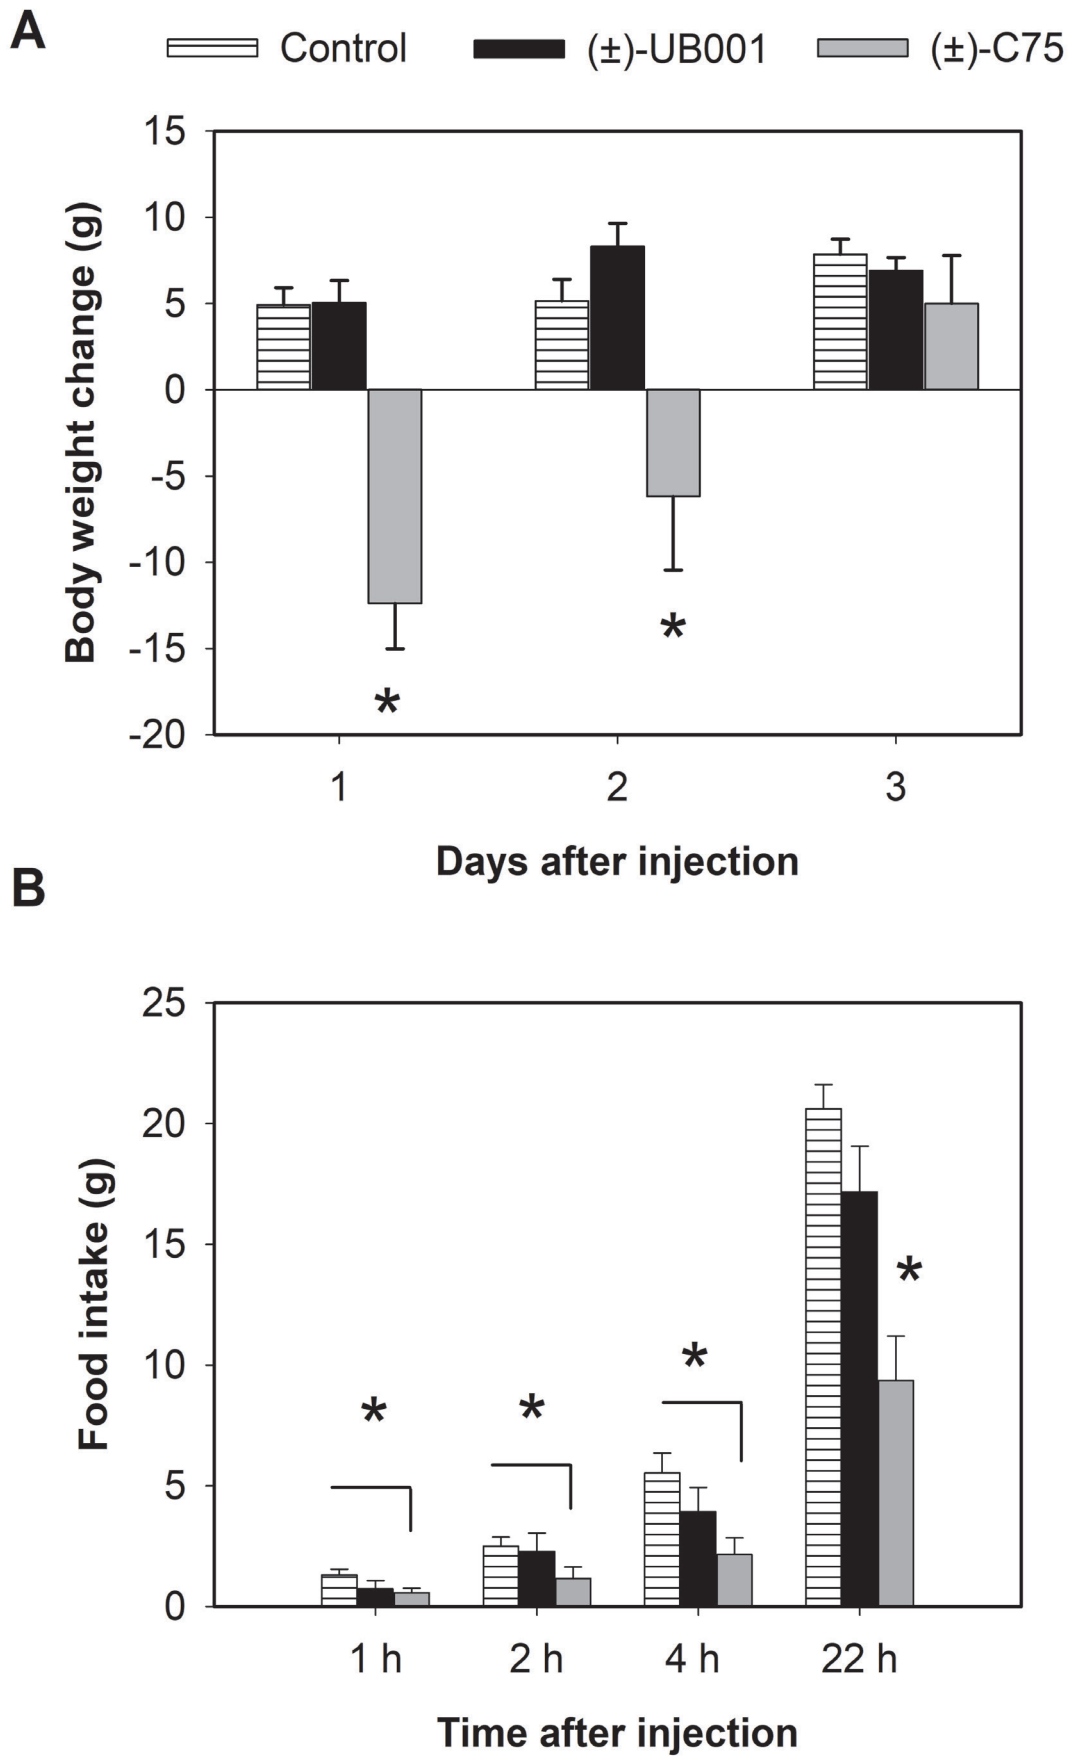 A
Control (±)-UB001 (±)-C75
15
10
5
0
-5
-10
-15
-20
Body weight change (g)
*
*
1 2 3
Days after injection
B
25
20
15
10
5
0
Food intake (g)
*
*
*
*
1 h 2 h 4 h 22 h
Time after injection